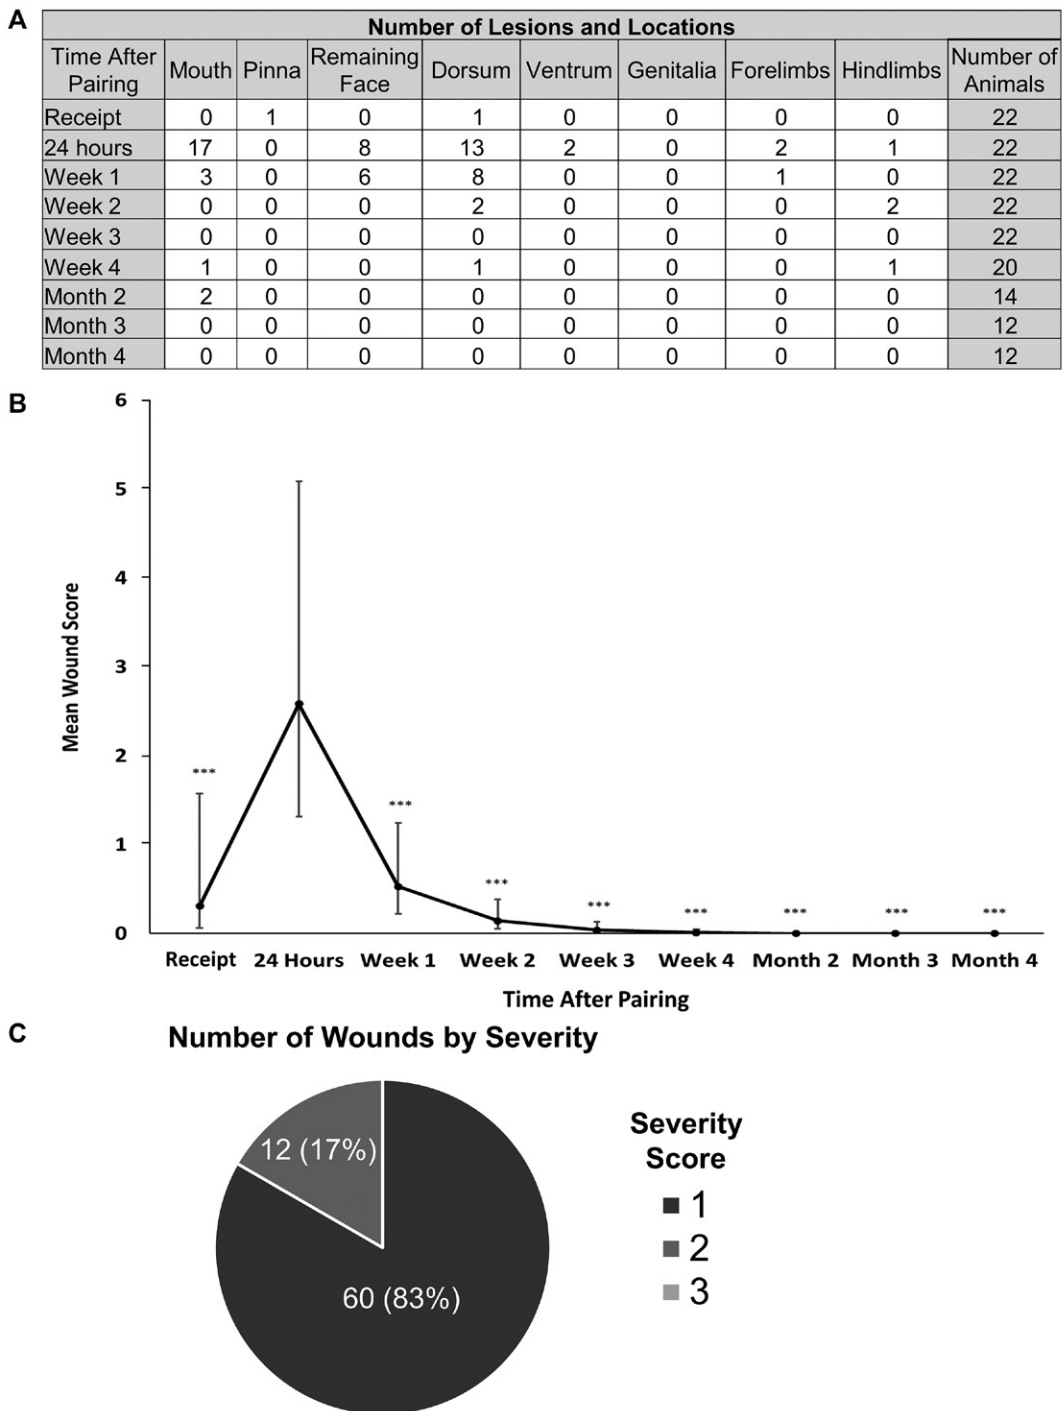 A
Number of Lesions and Locations
Time After Pairing Mouth Pinna Remaining Face Dorsum Ventrum Genitalia Forelimbs Hindlimbs Number of Animals
Receipt 0 1 0 1 0 0 0 0 22
24 hours 17 0 8 13 2 0 2 1 22
Week 1 3 0 6 8 0 0 1 0 22
Week 2 0 0 0 2 0 0 0 2 22
Week 3 0 0 0 0 0 0 0 0 22
Week 4 1 0 0 1 0 0 0 1 20
Month 2 2 0 0 0 0 0 0 0 14
Month 3 0 0 0 0 0 0 0 0 12
Month 4 0 0 0 0 0 0 0 0 12
B
Mean Wound Score
6
5
4
3
2
1
0
*** *** *** *** *** *** *** ***
Receipt 24 Hours Week 1 Week 2 Week 3 Week 4 Month 2 Month 3 Month 4
Time After Pairing
C
Number of Wounds by Severity
12 (17%)
60 (83%)
Severity
Score
1
2
3